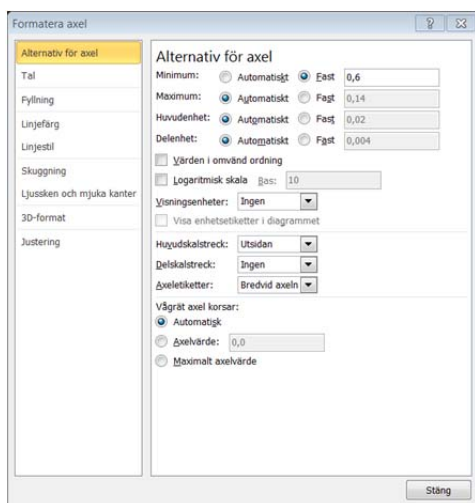 Formatera axel
Alternativ för axel
Tal
Fyllning
Linjefärg
Linjestil
Skuggning
Ljussken och mjuka kanter
3D-format
Justering
Alternativ för axel
Minimum: Automatiskt Fast 0,6
Maximum: Automatiskt Fast 0,14
Huvudenhet: Automatiskt Fast 0,02
Delenhet: Automatiskt Fast 0,004
Värden i omvänd ordning
Logaritmisk skala Bas: 10
Visningsenheter: Ingen
Visa enhetsetiketter i diagrammet
Huvudskalstreck: Utsidan
Delskalstreck: Ingen
Axeletiketter: Bredvid axeln
Vågrät axel korsar:
Automatisk
Axelvärde: 0,0
Maximalt axelvärde
Stäng